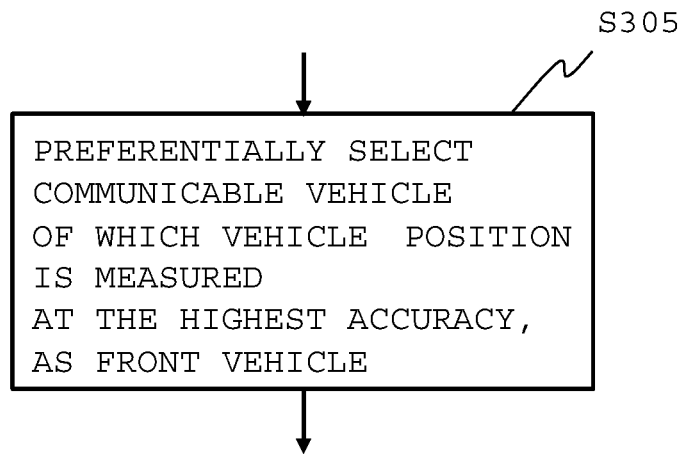 S305
PREFERENTIALLY SELECT
COMMUNICABLE VEHICLE
OF WHICH VEHICLE POSITION
IS MEASURED
AT THE HIGHEST ACCURACY,
AS FRONT VEHICLE